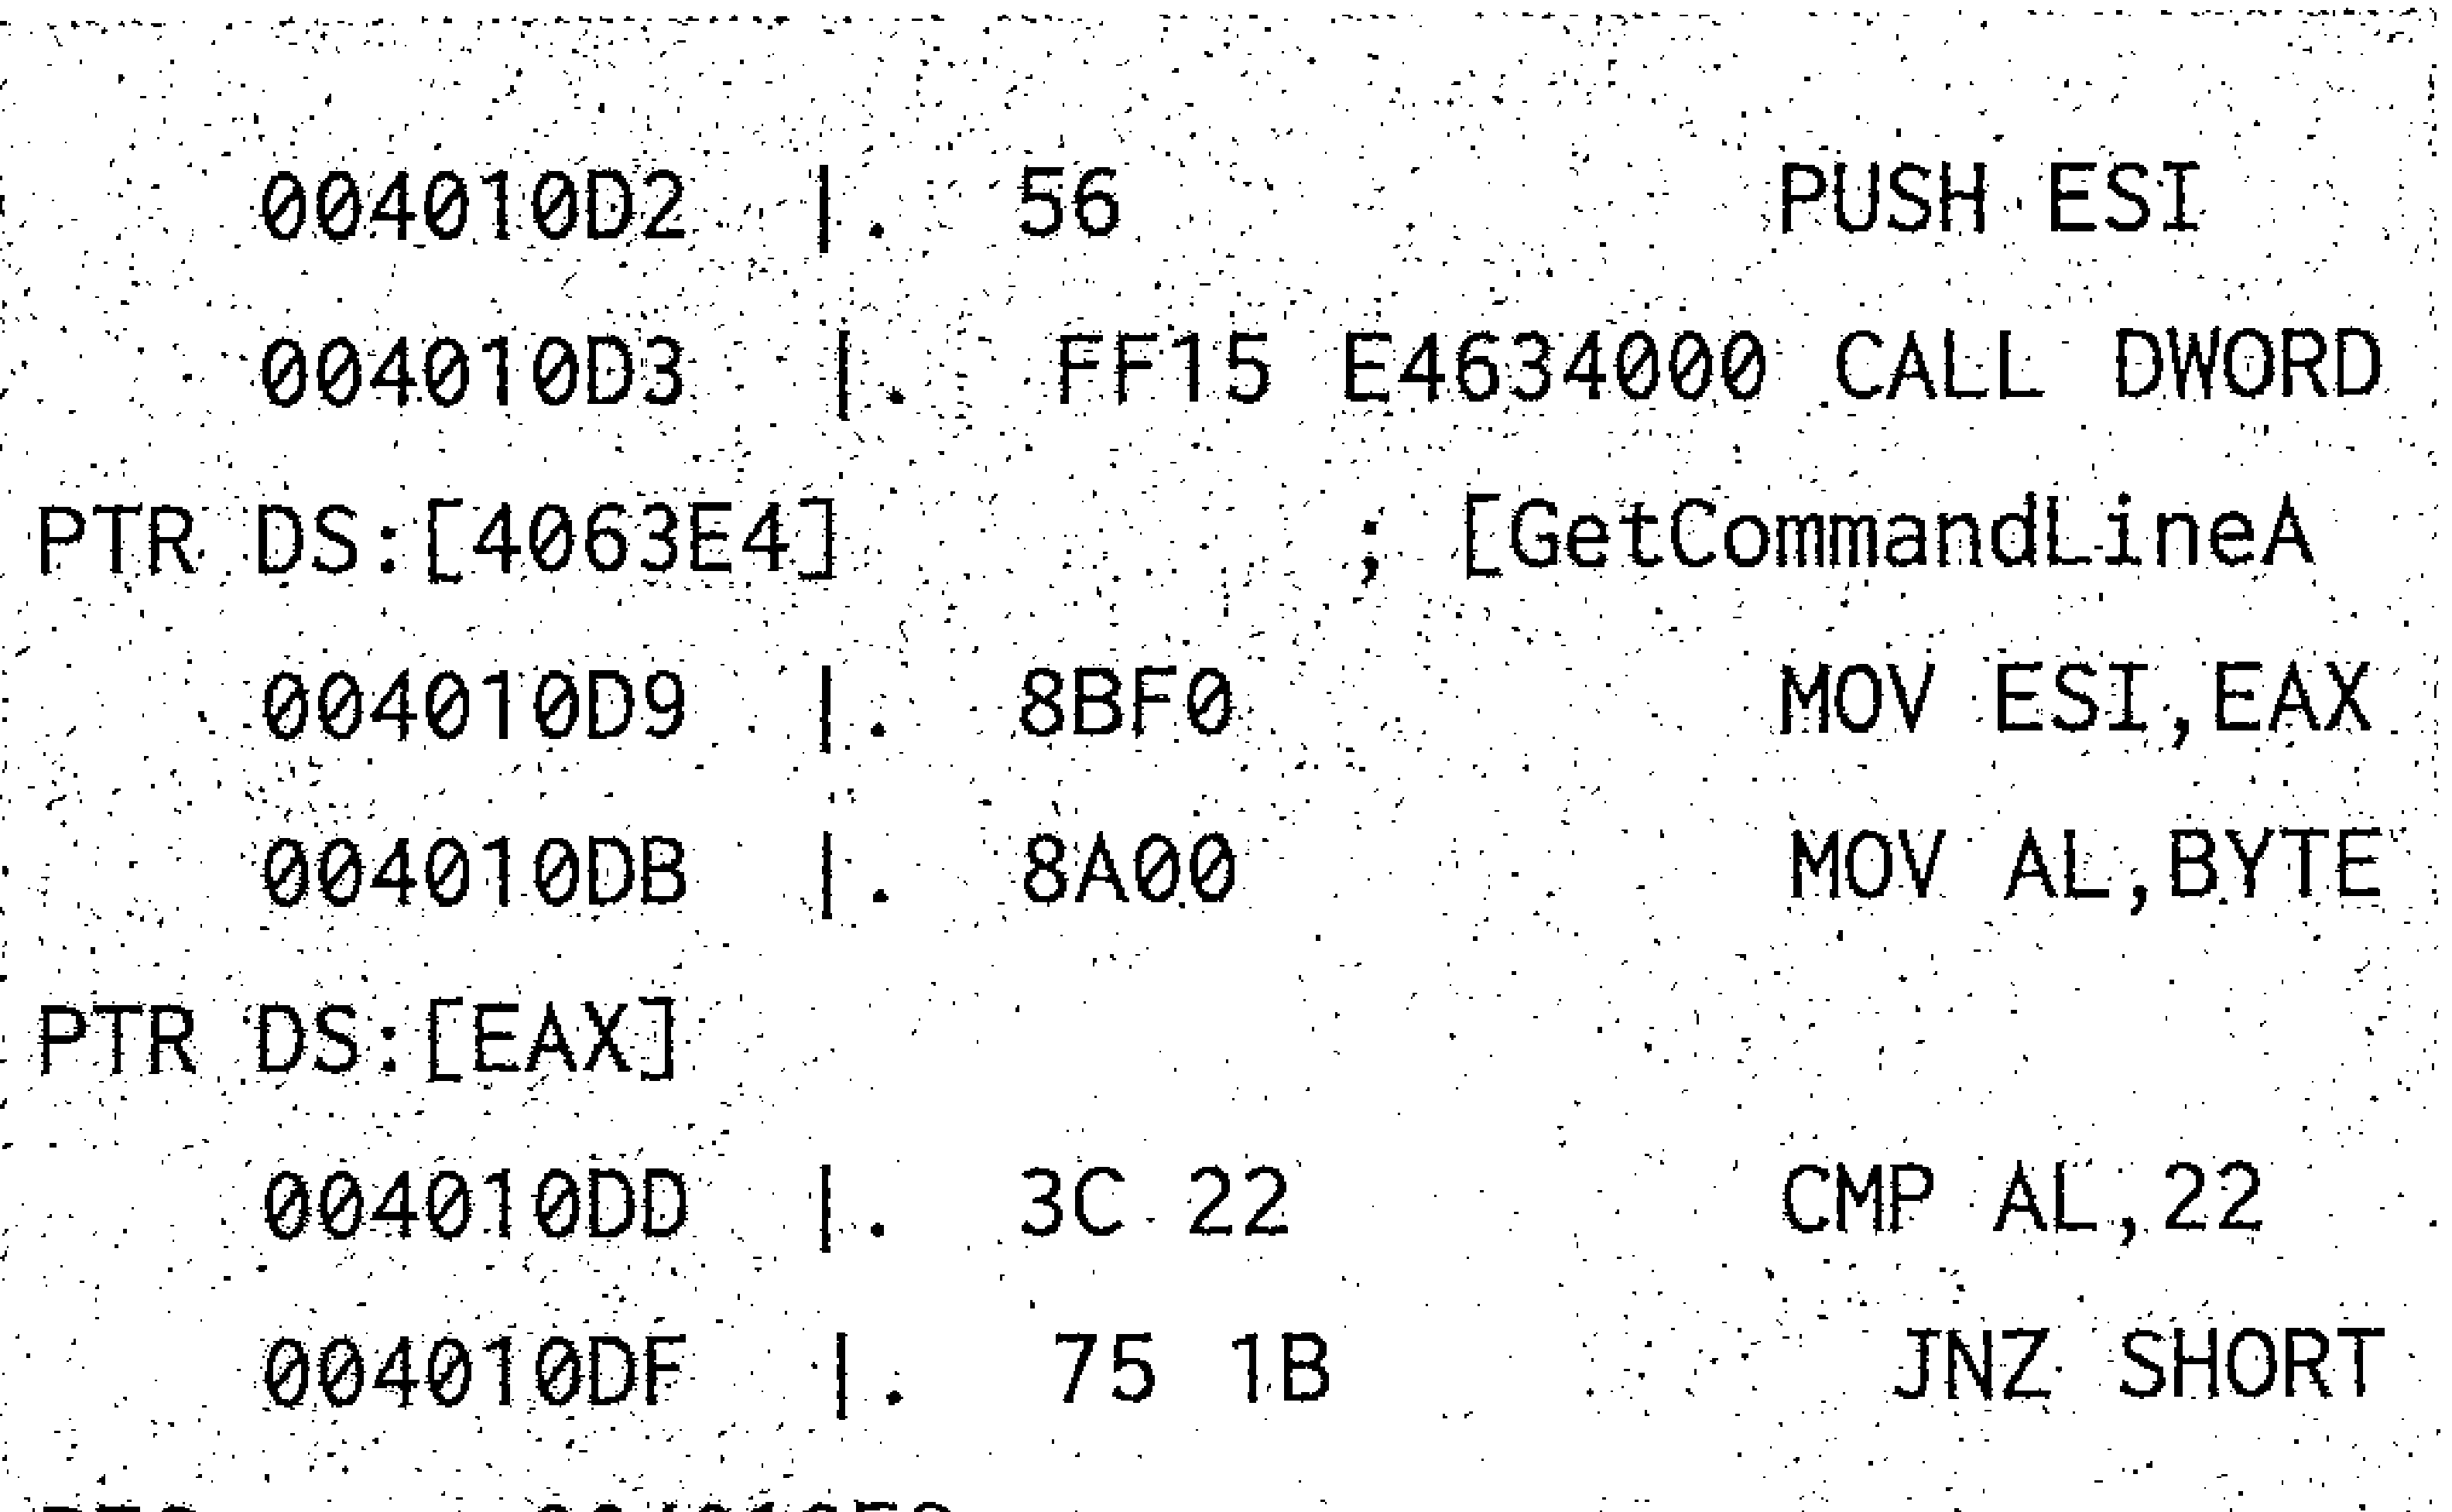 004010D2 |. 56 PUSH ESI
004010D3 |. FF15 E4634000 CALL DWORD
PTR DS:[4063E4] ; [GetCommandLineA
004010D9 |. 8BF0 MOV ESI,EAX
004010DB |. 8A00 MOV AL,BYTE
PTR DS:[EAX]
004010DD |. 3C 22 CMP AL,22
004010DF |. 75 1B JNZ SHORT